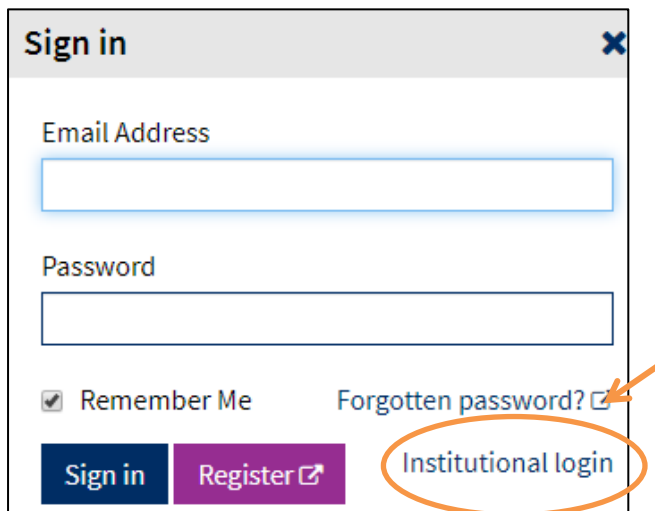 Sign in
Email Address
Password
Remember Me Forgotten password?
Sign in Register Institutional login